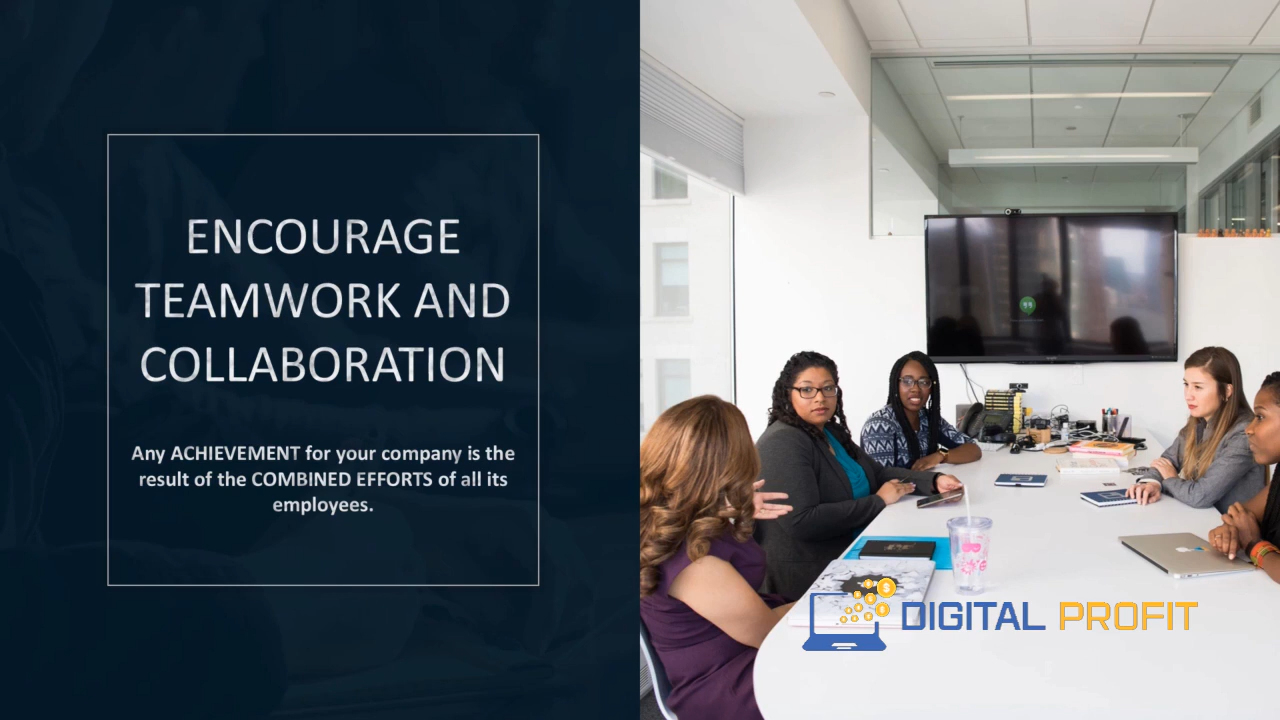 ENCOURAGE
TEAMWORK AND
COLLABORATION
Any ACHIEVEMENT for your company is the
result of the COMBINED EFFORTS of all its
employees.
DIGITAL PROFIT